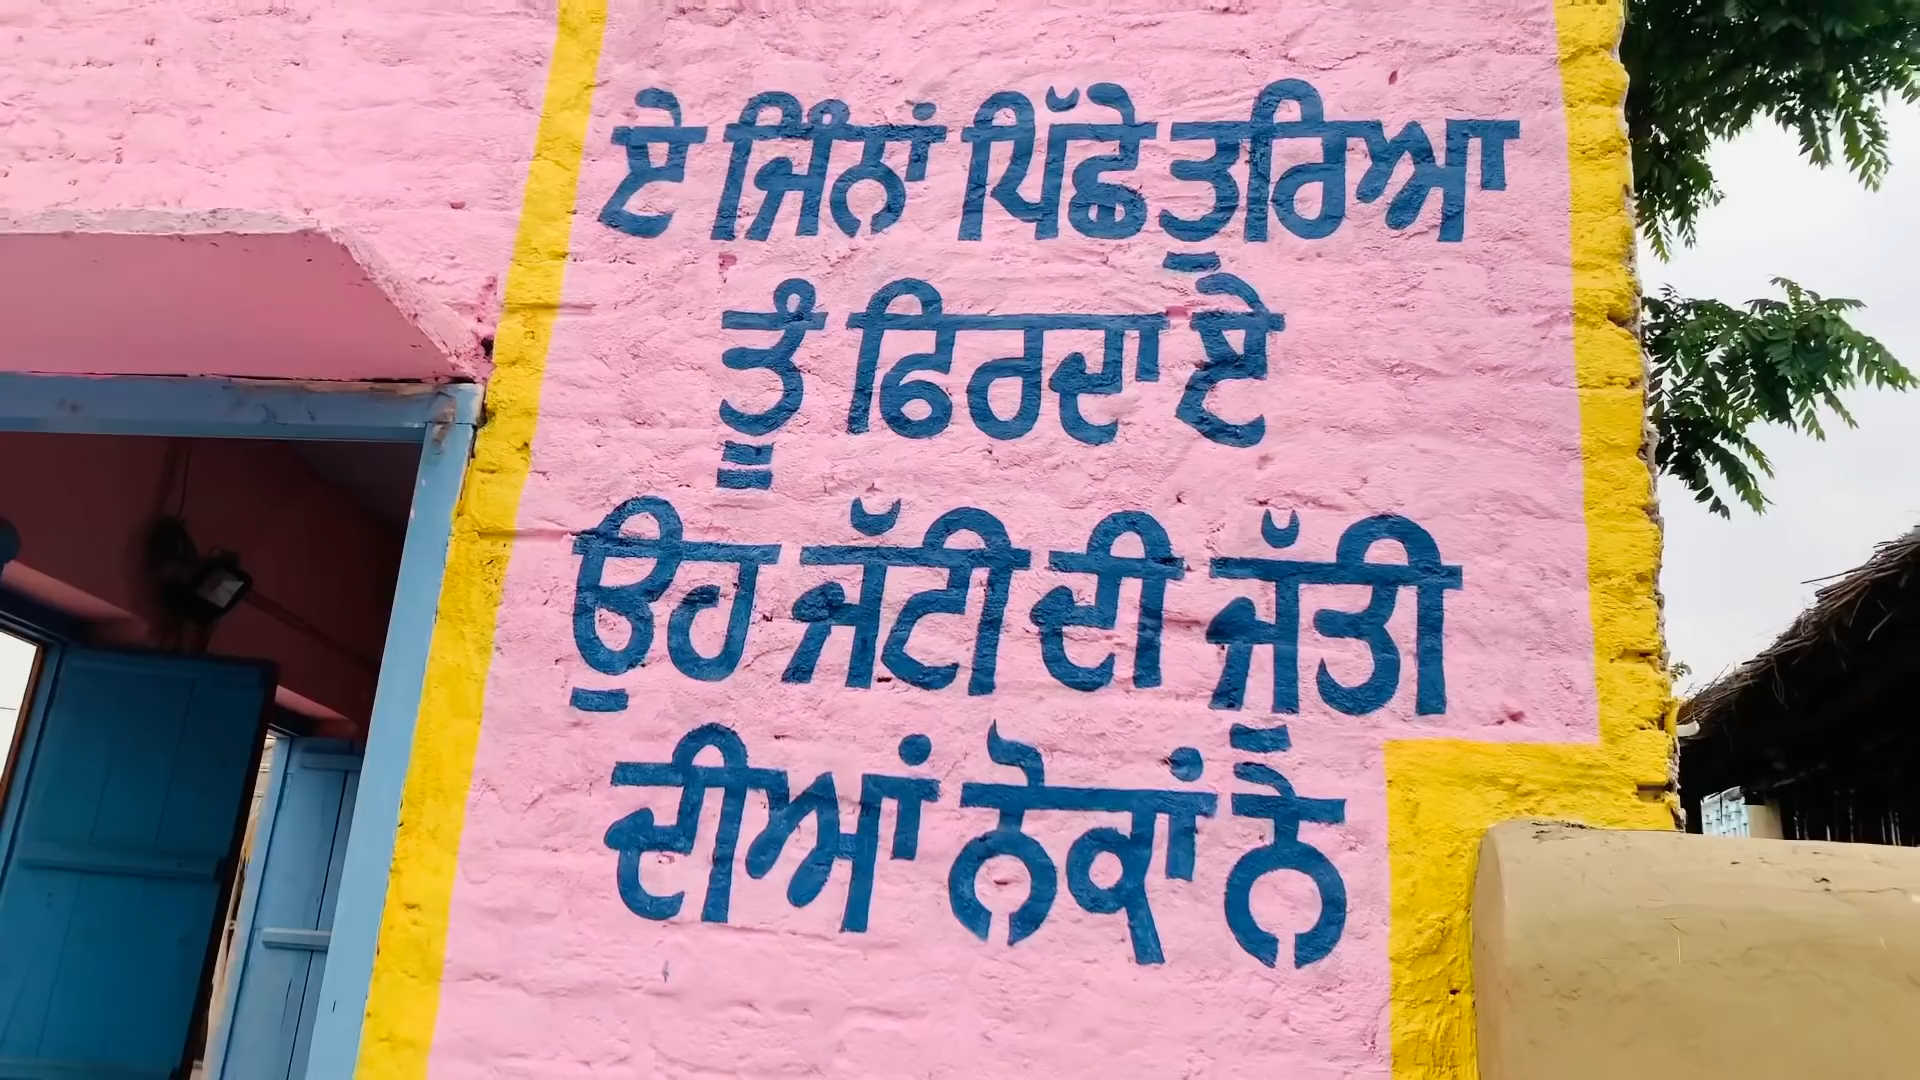 ਏ ਜਿੰਨਾਂ ਪਿੱਛੇ ਤੁਰਿਆ
ਤੂੰ ਫਿਰਦਾ ਏ
ਉਹ ਜੱਟੀ ਦੀ ਜੁੱਤੀ
ਦੀਆਂ ਨੋਕਾਂ ਨੇ